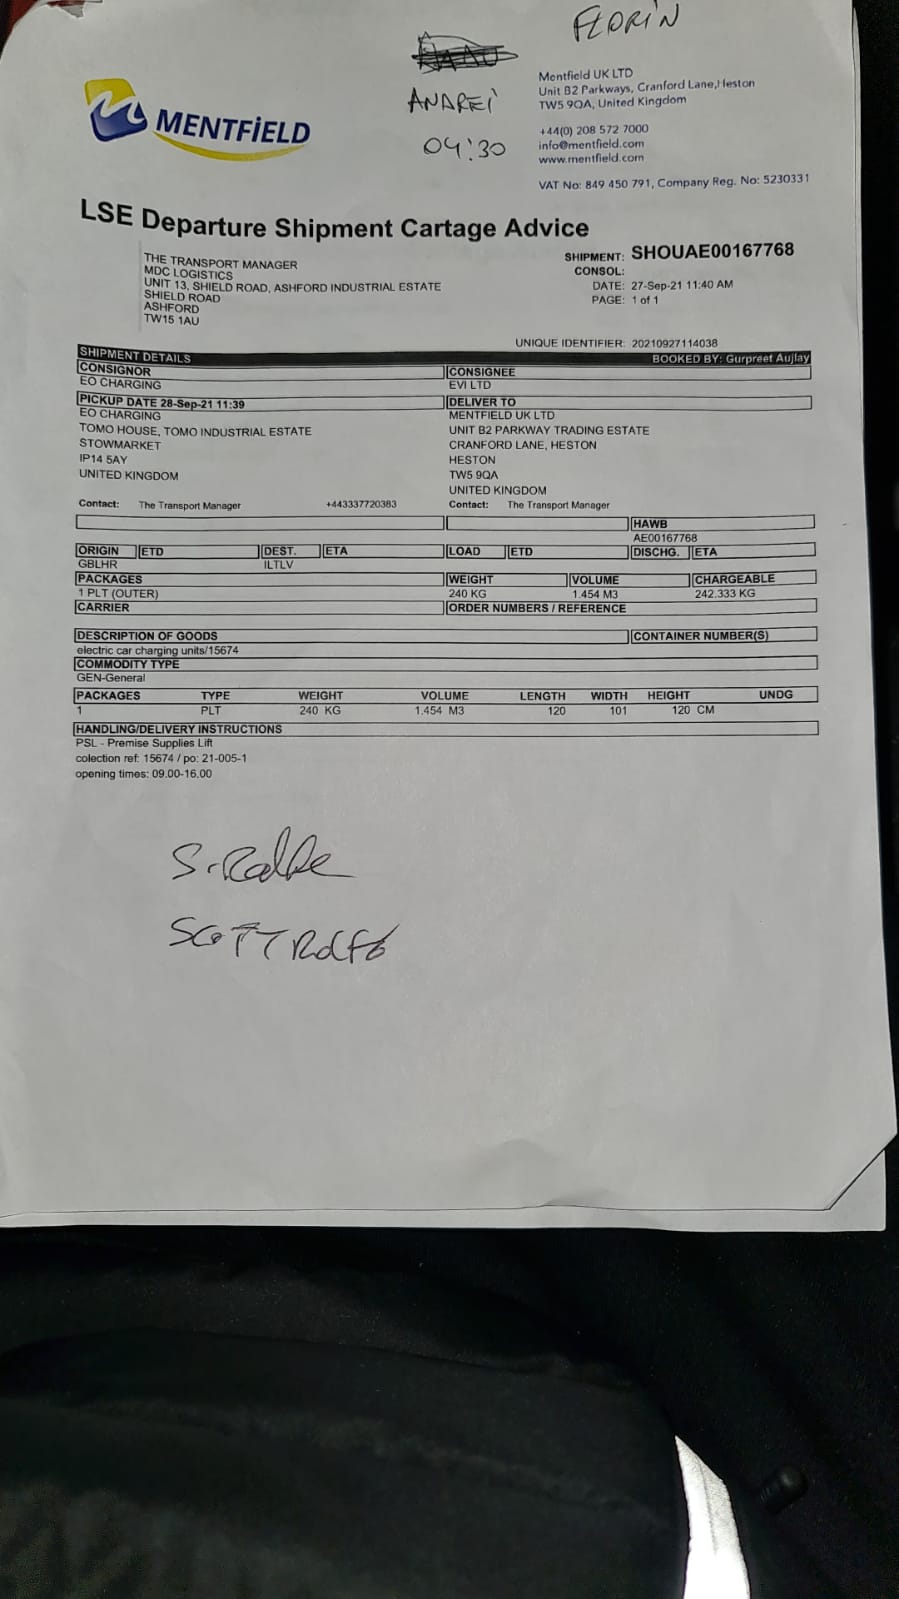 FLORIN
ANDREI
04:30
MENTFiELD
Mentfield UK LTD
Unit B2 Parkways, Cranford Lane, Heston
TW5 9QA, United Kingdom
+44(0) 208 572 7000
info@mentfield.com
www.mentfield.com
VAT No: 849 450 791, Company Reg. No: 5230331
LSE Departure Shipment Cartage Advice
THE TRANSPORT MANAGER
MDC LOGISTICS
UNIT 13, SHIELD ROAD, ASHFORD INDUSTRIAL ESTATE
SHIELD ROAD
ASHFORD
TW15 1AU
SHIPMENT: SHOUAE00167768
CONSOL:
DATE: 27-Sep-21 11:40 AM
PAGE: 1 of 1
UNIQUE IDENTIFIER: 20210927114038
SHIPMENT DETAILS BOOKED BY: Gurpreet Aujlay
CONSIGNOR CONSIGNEE
EO CHARGING EVI LTD
PICKUP DATE 28-Sep-21 11:39 DELIVER TO
EO CHARGING MENTFIELD UK LTD
TOMO HOUSE, TOMO INDUSTRIAL ESTATE UNIT B2 PARKWAY TRADING ESTATE
STOWMARKET CRANFORD LANE, HESTON
IP14 5AY HESTON
UNITED KINGDOM TW5 9QA
UNITED KINGDOM
Contact: The Transport Manager +443337720383 Contact: The Transport Manager
HAWB
AE00167768
ORIGIN ETD DEST. ETA LOAD ETD DISCHG. ETA
GBLHR ILTLV
PACKAGES WEIGHT VOLUME CHARGEABLE
1 PLT (OUTER) 240 KG 1.454 M3 242.333 KG
CARRIER ORDER NUMBERS / REFERENCE
DESCRIPTION OF GOODS CONTAINER NUMBER(S)
electric car charging units/15674
COMMODITY TYPE
GEN-General
PACKAGES TYPE WEIGHT VOLUME LENGTH WIDTH HEIGHT UNDG
1 PLT 240 KG 1.454 M3 120 101 120 CM
HANDLING/DELIVERY INSTRUCTIONS
PSL - Premise Supplies Lift
colection ref: 15674 / po: 21-005-1
opening times: 09.00-16.00
SCOTT